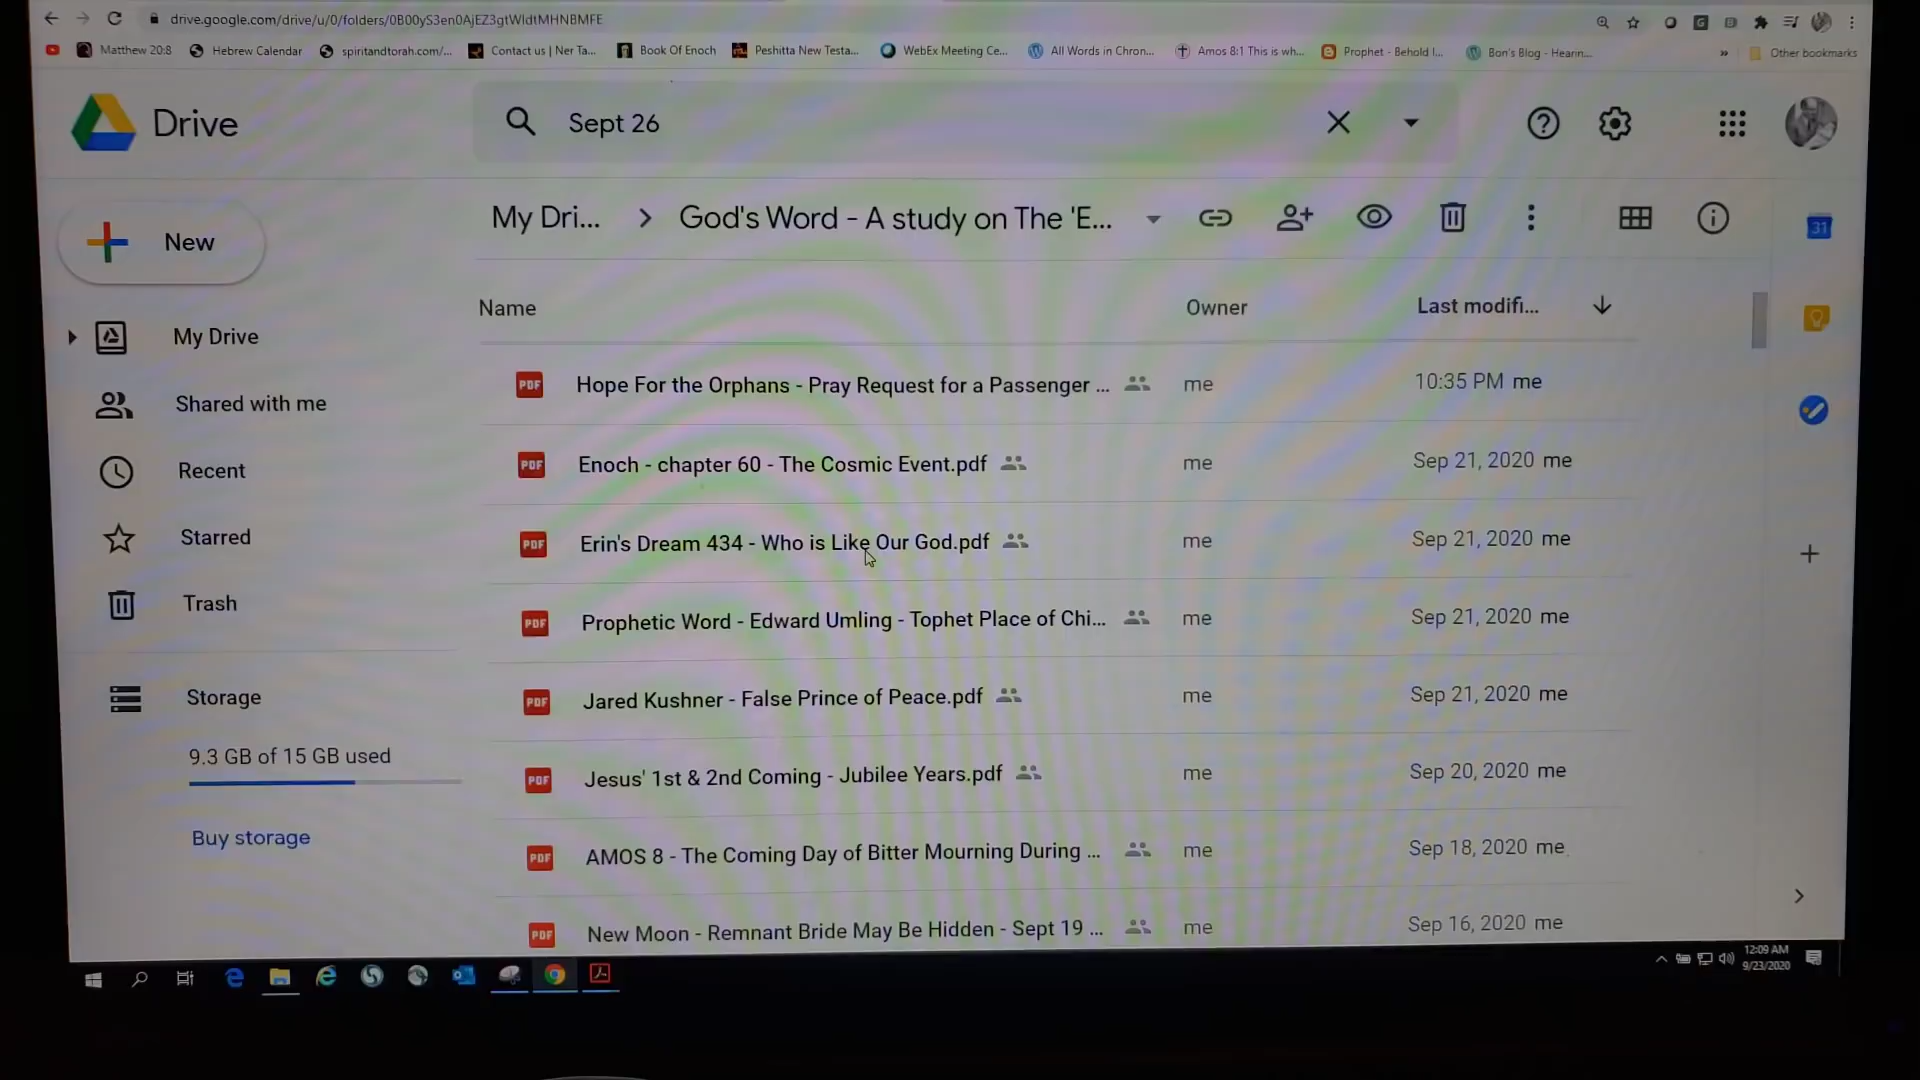 drive.google.com/drive/u/0/folders/0B00yS3en0AjEZ3gtWldtMHNBMFE
Matthew 20:8
Hebrew Calendar
spiritandtorah.com/...
Contact us | Ner Ta...
Book Of Enoch
Peshitta New Testa...
WebEx Meeting Ce...
All Words in Chron...
Amos 8:1 This is wh...
Prophet - Behold I...
Bon's Blog - Hearin...
»
Other bookmarks
Drive
Sept 26
New
My Dri... > God's Word - A study on The 'E...
31
Name
Owner
Last modifi...
My Drive
Shared with me
Recent
Starred
Trash
Storage
9.3 GB of 15 GB used
Buy storage
PDF Hope For the Orphans - Pray Request for a Passenger ... me 10:35 PM me
PDF Enoch - chapter 60 - The Cosmic Event.pdf me Sep 21, 2020 me
PDF Erin's Dream 434 - Who is Like Our God.pdf me Sep 21, 2020 me
PDF Prophetic Word - Edward Umling - Tophet Place of Chi... me Sep 21, 2020 me
PDF Jared Kushner - False Prince of Peace.pdf me Sep 21, 2020 me
PDF Jesus' 1st & 2nd Coming - Jubilee Years.pdf me Sep 20, 2020 me
PDF AMOS 8 - The Coming Day of Bitter Mourning During ... me Sep 18, 2020 me
PDF New Moon - Remnant Bride May Be Hidden - Sept 19 ... me Sep 16, 2020 me
12:09 AM
9/23/2020